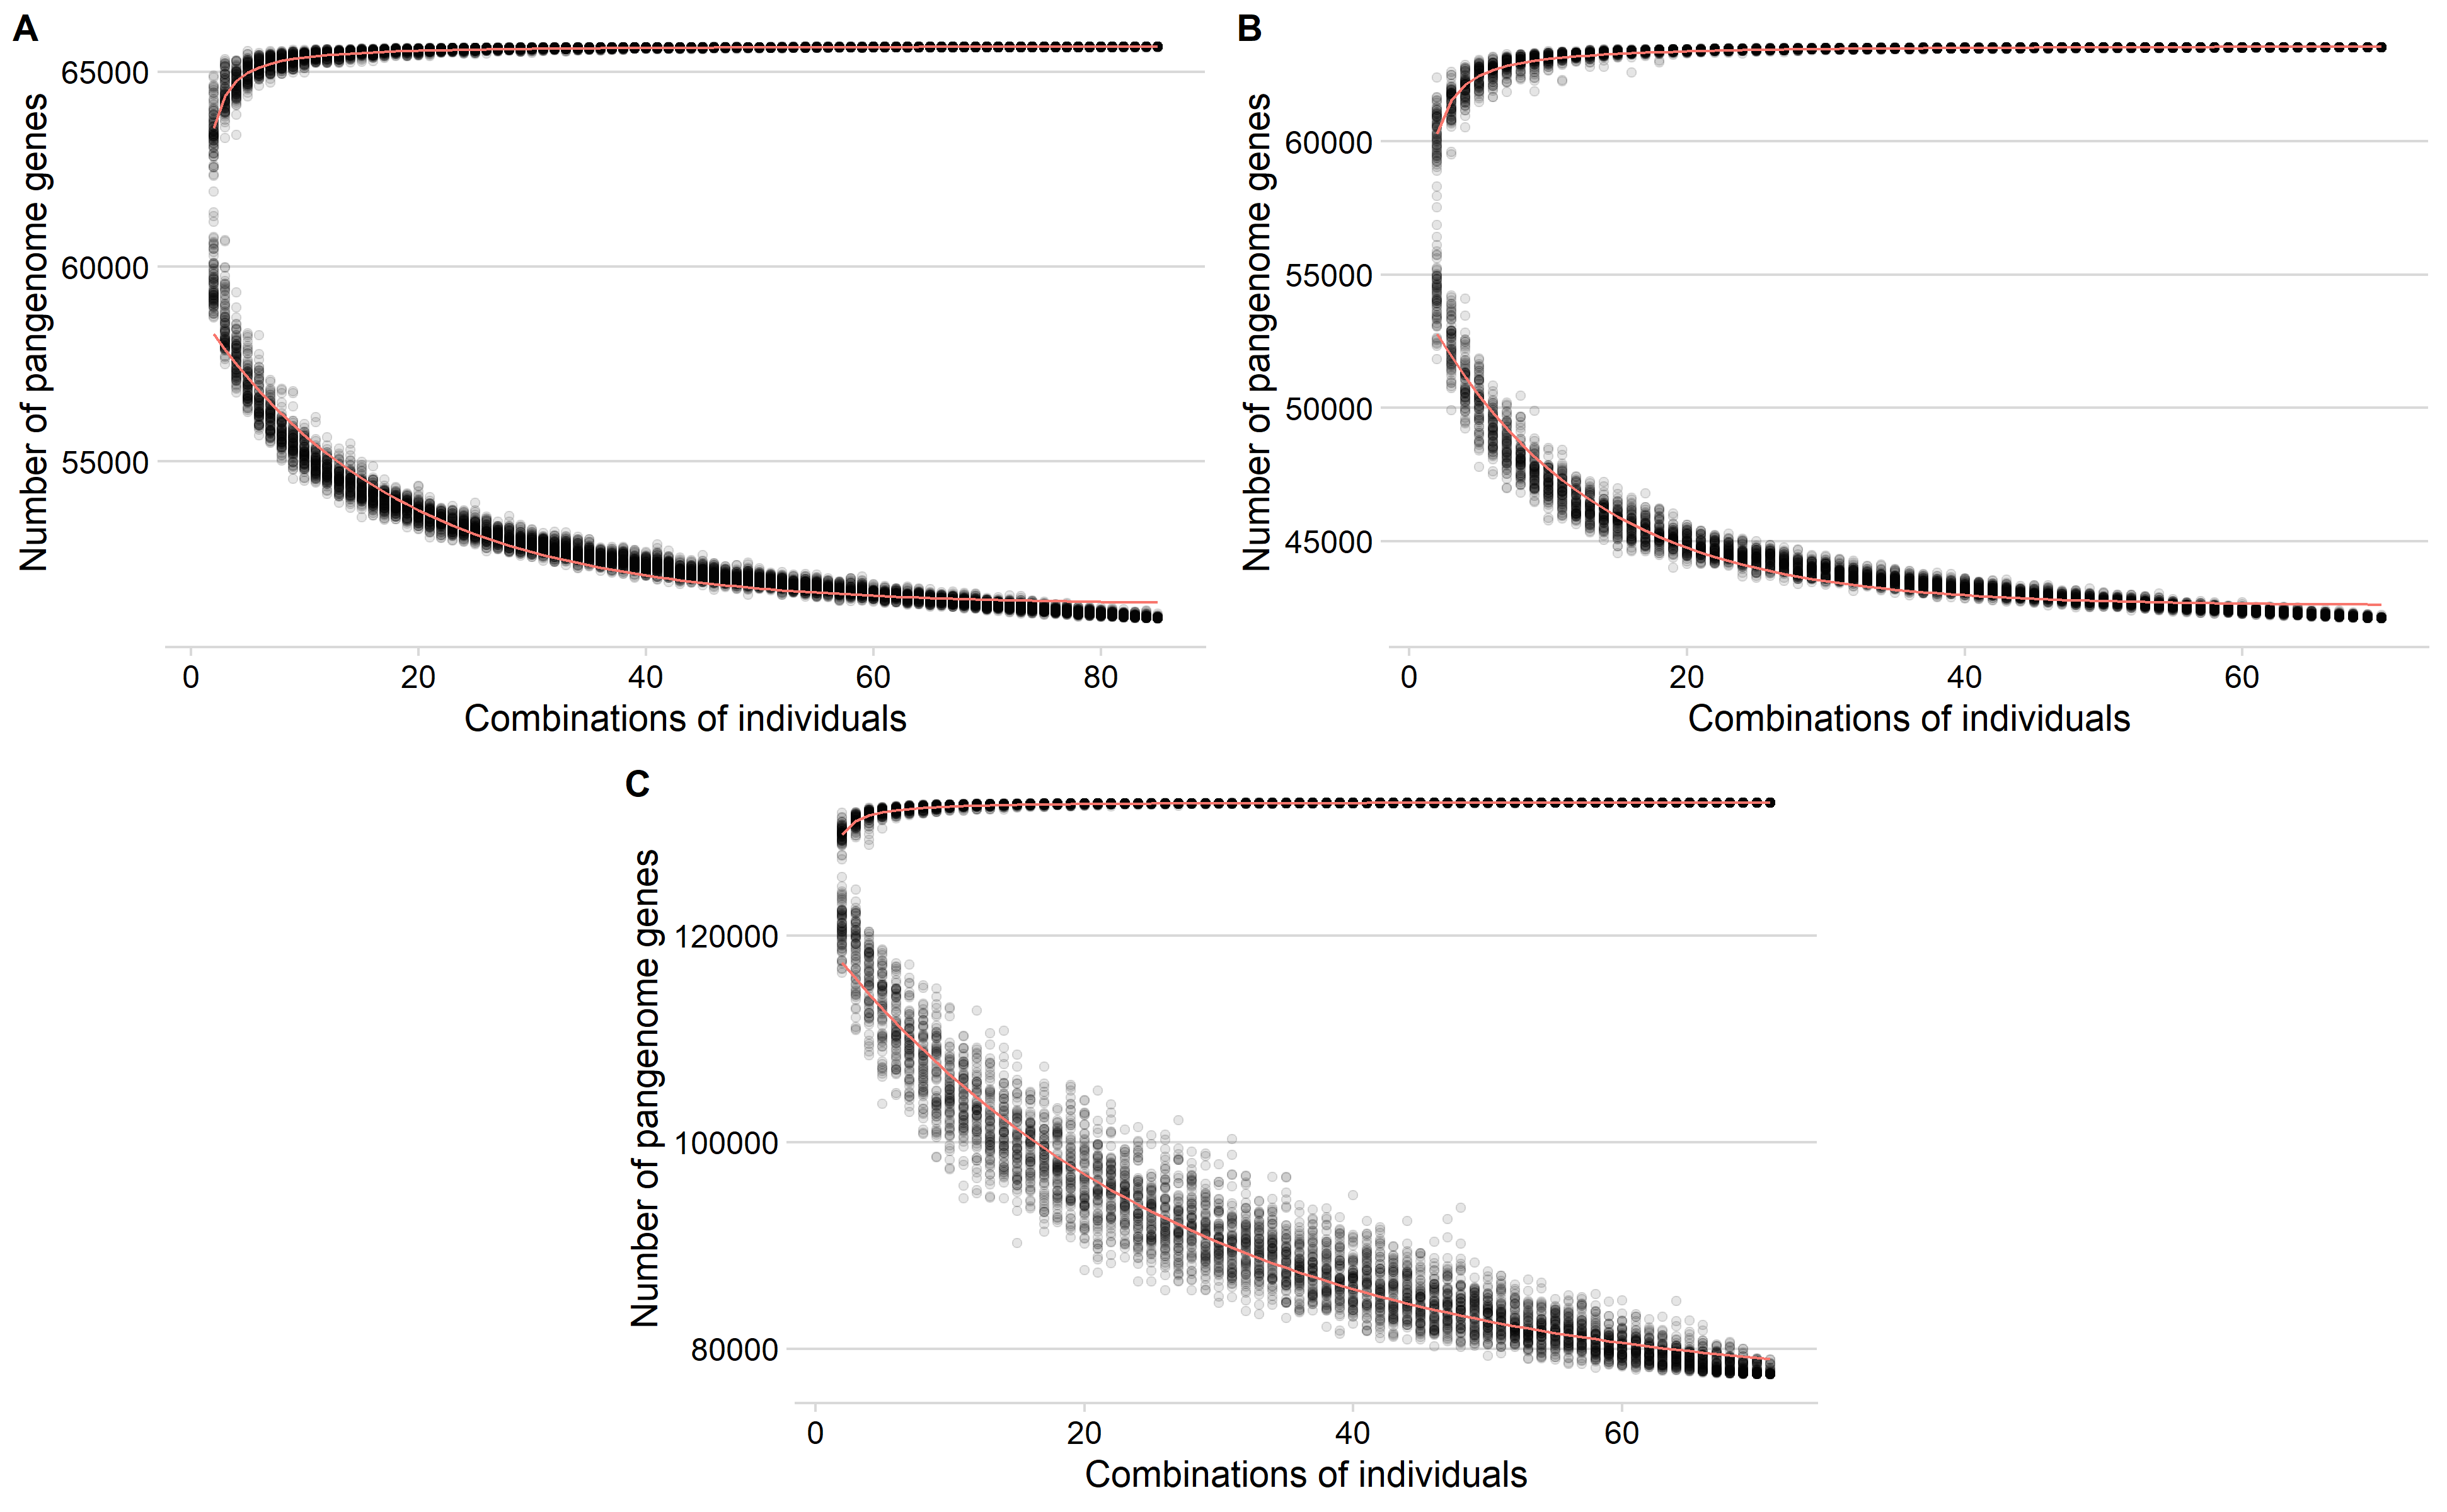 A
Number of pangenome genes
65000
60000
55000
0 20 40 60 80
Combinations of individuals
B
Number of pangenome genes
60000
55000
50000
45000
0 20 40 60
Combinations of individuals
C
Number of pangenome genes
120000
100000
80000
0 20 40 60
Combinations of individuals